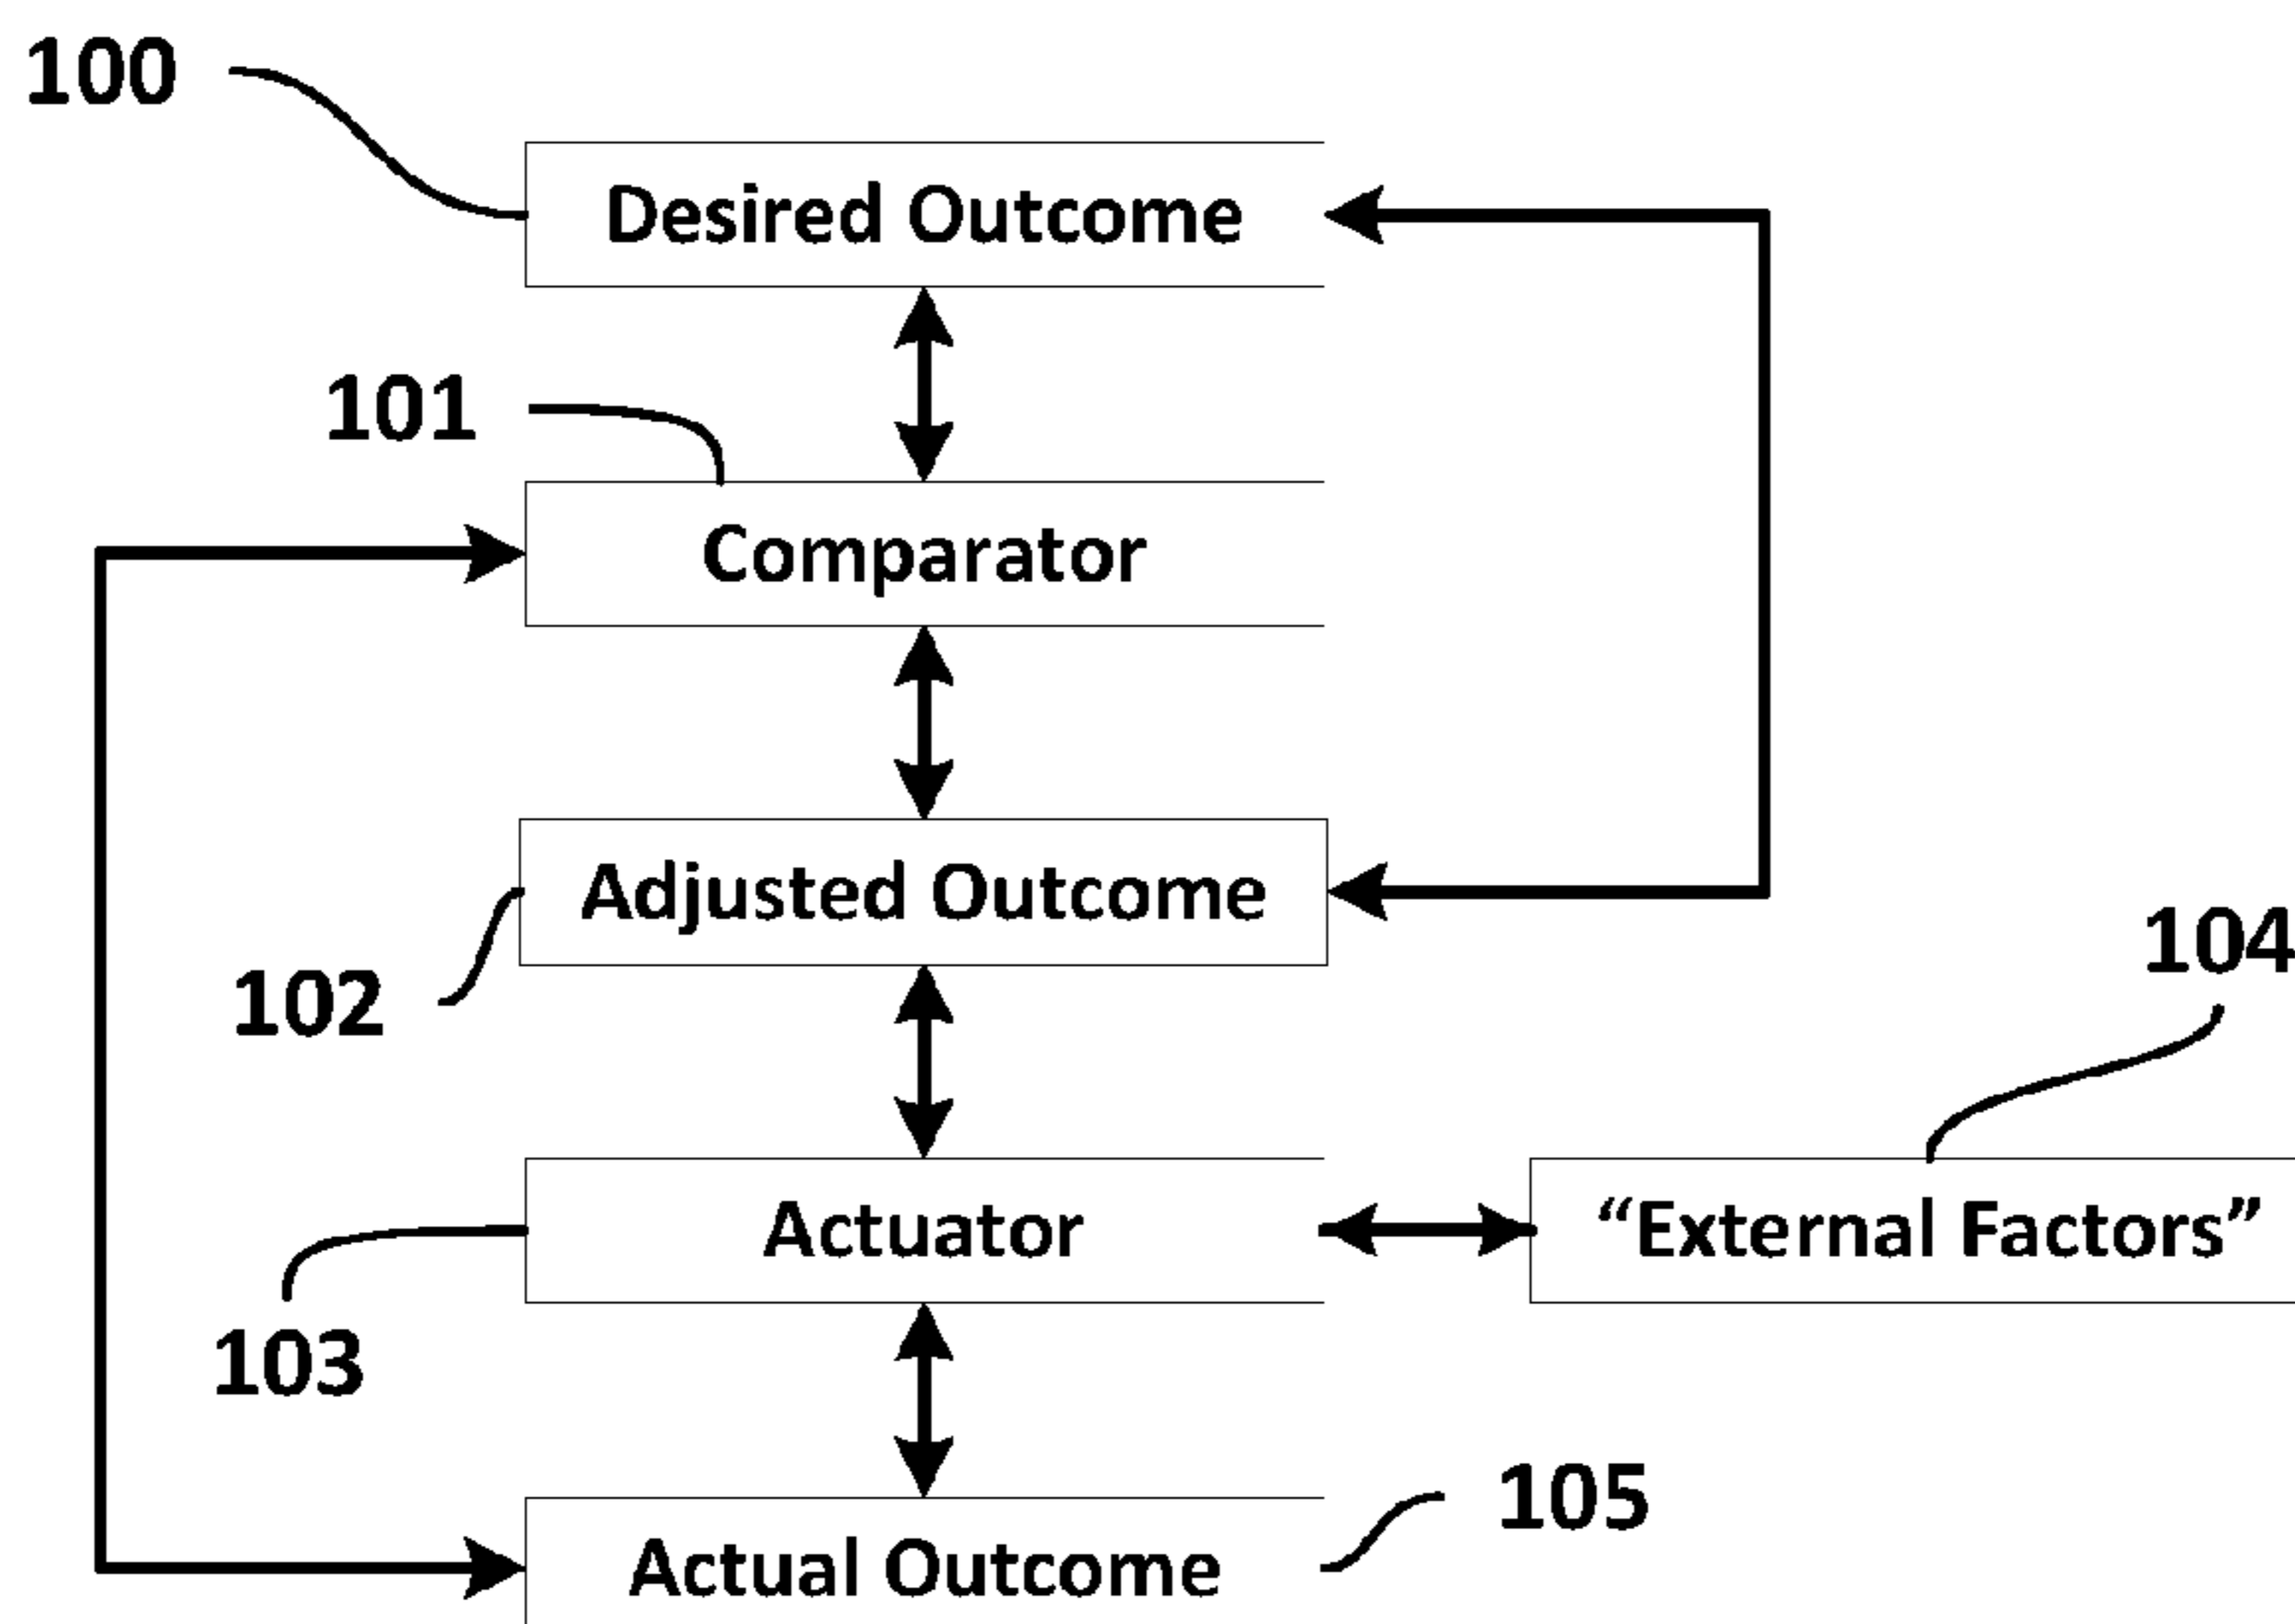 100
Desired Outcome
101
Comparator
Adjusted Outcome
102
104
Actuator
“External Factors”
103
105
Actual Outcome